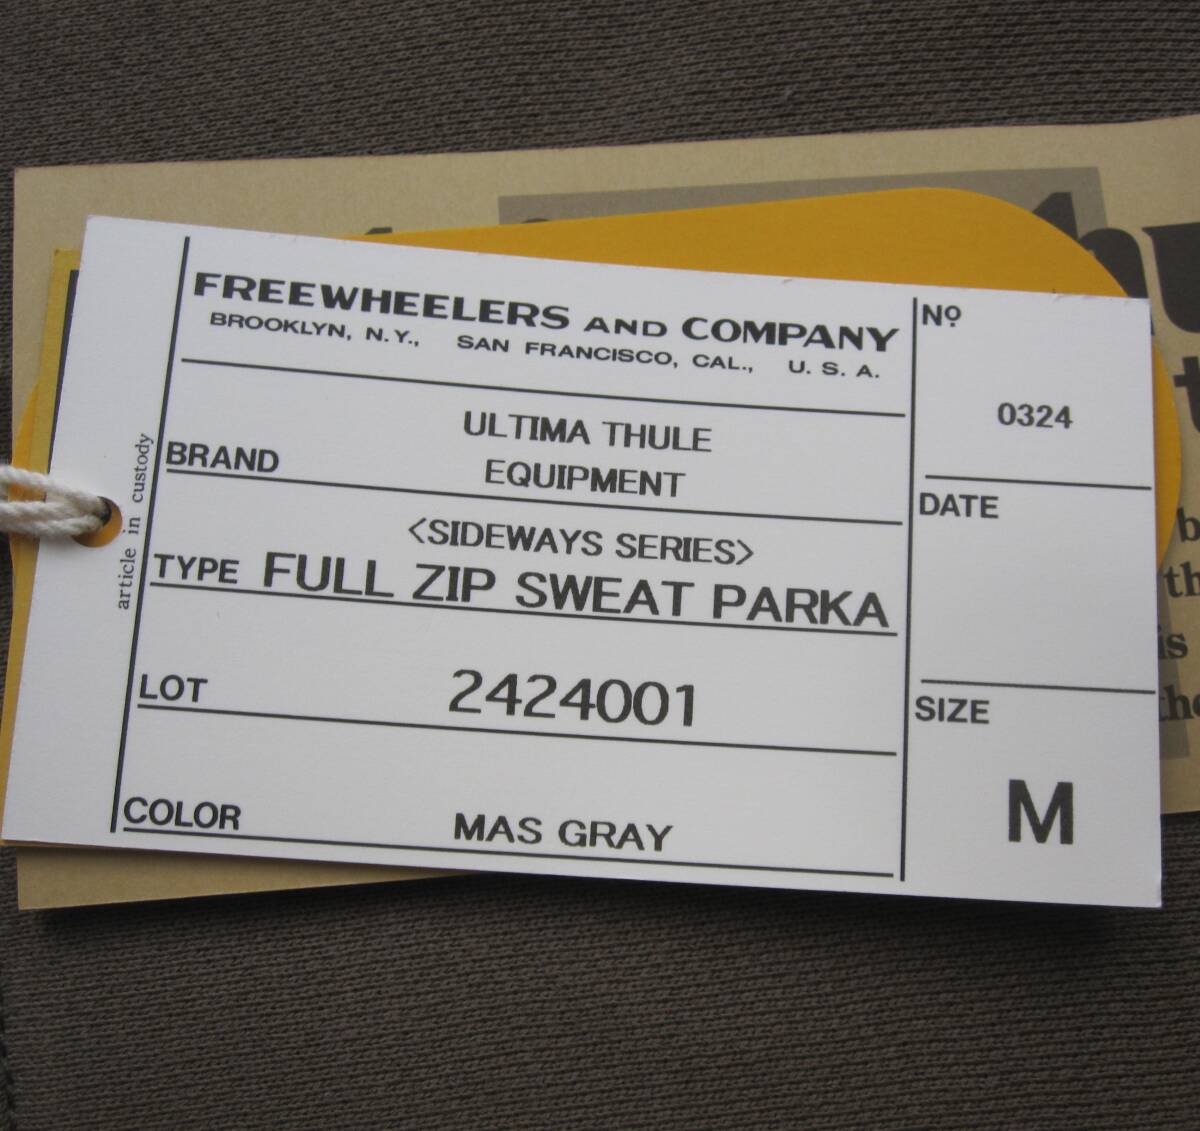 FREEWHEELERS AND COMPANY
BROOKLYN, N.Y., SAN FRANCISCO, CAL., U. S. A.
Nº
0324
BRAND
ULTIMA THULE
EQUIPMENT
DATE
<SIDEWAYS SERIES>
TYPE FULL ZIP SWEAT PARKA
LOT 2424001
SIZE
M
COLOR MAS GRAY
article in custody